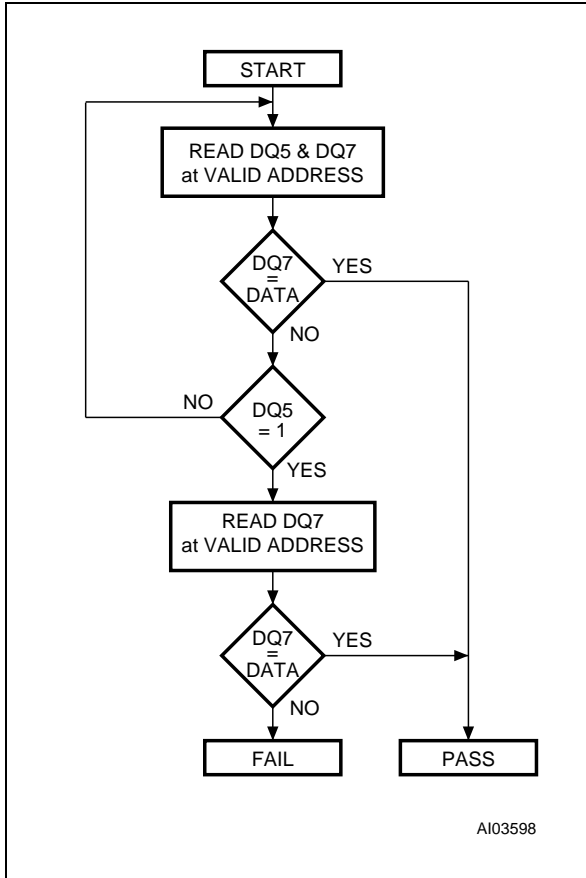 START
READ DQ5 & DQ7
at VALID ADDRESS
DQ7
=
DATA
YES
NO
DQ5
= 1
NO
YES
READ DQ7
at VALID ADDRESS
DQ7
=
DATA
YES
NO
FAIL
PASS
AI03598